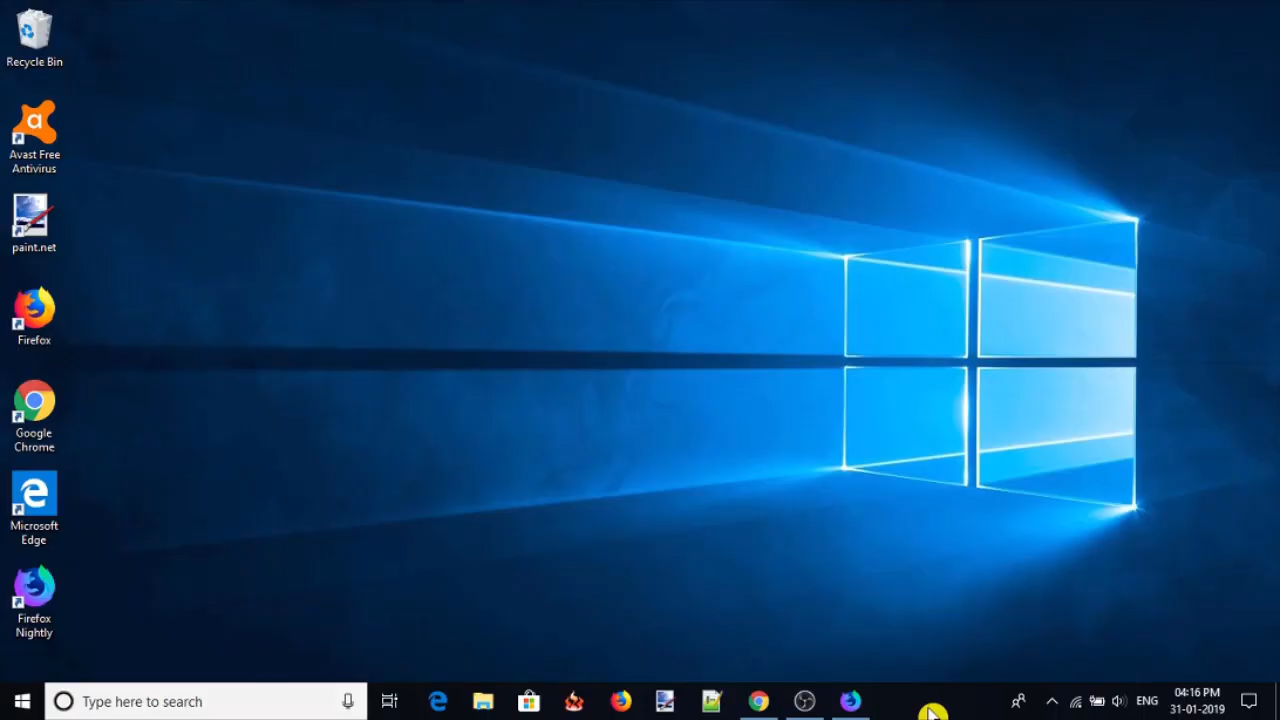 Recycle Bin
Avast Free
Antivirus
paint.net
Firefox
Google
Chrome
Microsoft
Edge
Firefox
Nightly
Type here to search
ENG
04:16 PM
31-01-2019